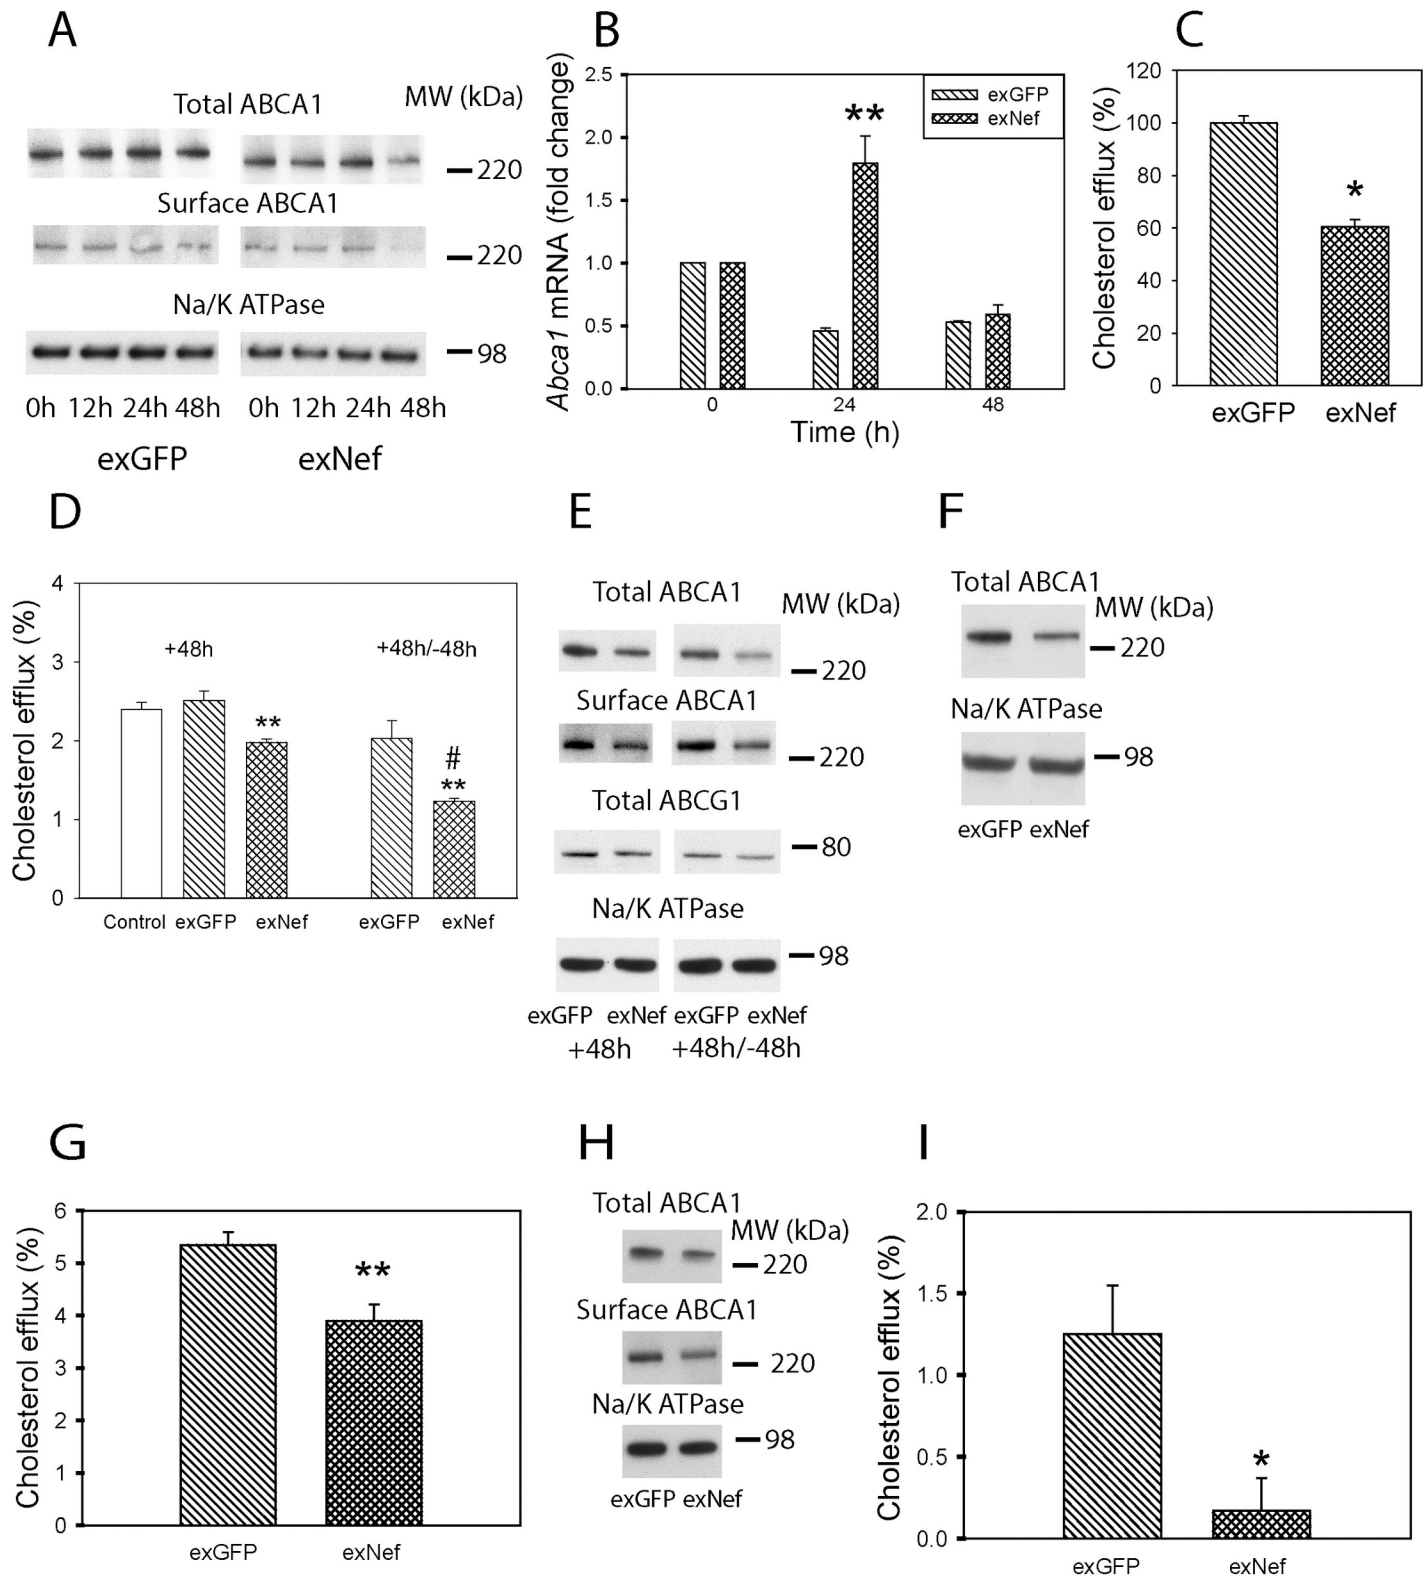 A
Total ABCA1
MW (kDa)
220
Surface ABCA1
220
Na/K ATPase
98
0h 12h 24h 48h 0h 12h 24h 48h
exGFP exNef
B
Abca1 mRNA (fold change)
2.5
2.0
1.5
1.0
0.5
0.0
**
exGFP
exNef
0 24 48
Time (h)
C
Cholesterol efflux (%)
120
100
80
60
40
20
0
*
exGFP exNef
D
Cholesterol efflux (%)
4
3
2
1
0
+48h +48h/-48h
**
#
**
Control exGFP exNef exGFP exNef
E
Total ABCA1
MW (kDa)
220
Surface ABCA1
220
Total ABCG1
80
Na/K ATPase
98
exGFP exNef exGFP exNef
+48h +48h/-48h
F
Total ABCA1
MW (kDa)
220
Na/K ATPase
98
exGFP exNef
G
Cholesterol efflux (%)
6
5
4
3
2
1
0
**
exGFP exNef
H
Total ABCA1
MW (kDa)
220
Surface ABCA1
220
Na/K ATPase
98
exGFP exNef
I
Cholesterol efflux (%)
2.0
1.5
1.0
0.5
0.0
*
exGFP exNef